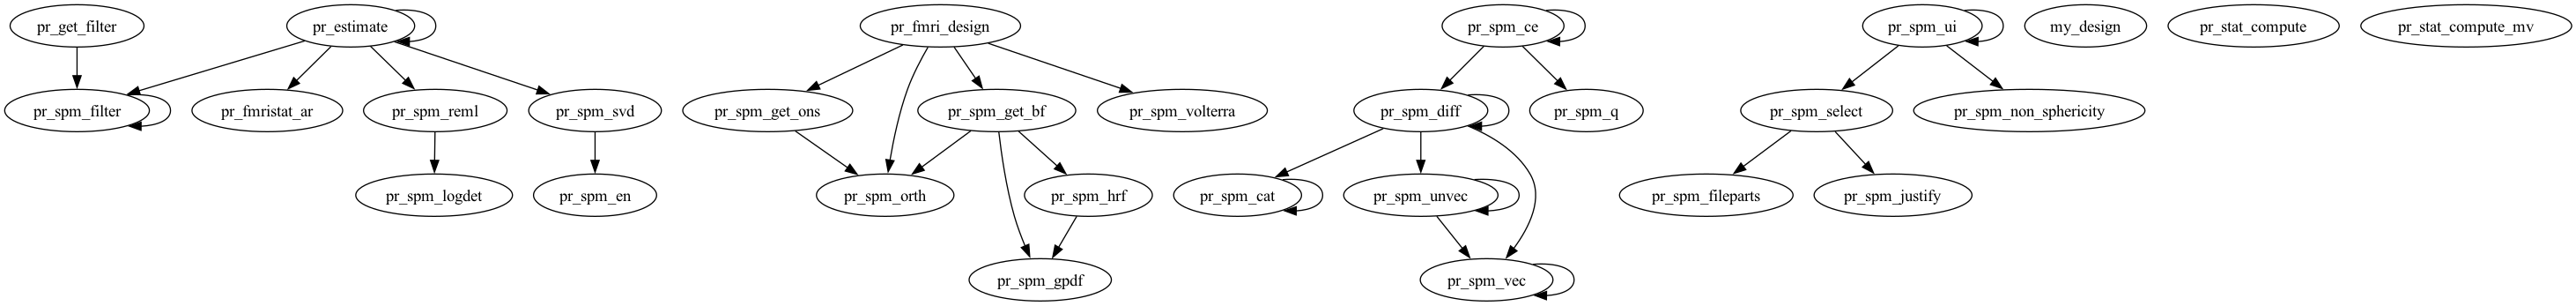 pr_get_filter
pr_estimate
pr_fmri_design
pr_spm_ce
pr_spm_ui
my_design
pr_stat_compute
pr_stat_compute_mv
pr_spm_filter
pr_fmristat_ar
pr_spm_reml
pr_spm_svd
pr_spm_get_ons
pr_spm_get_bf
pr_spm_volterra
pr_spm_diff
pr_spm_q
pr_spm_select
pr_spm_non_sphericity
pr_spm_logdet
pr_spm_en
pr_spm_orth
pr_spm_hrf
pr_spm_cat
pr_spm_unvec
pr_spm_fileparts
pr_spm_justify
pr_spm_gpdf
pr_spm_vec